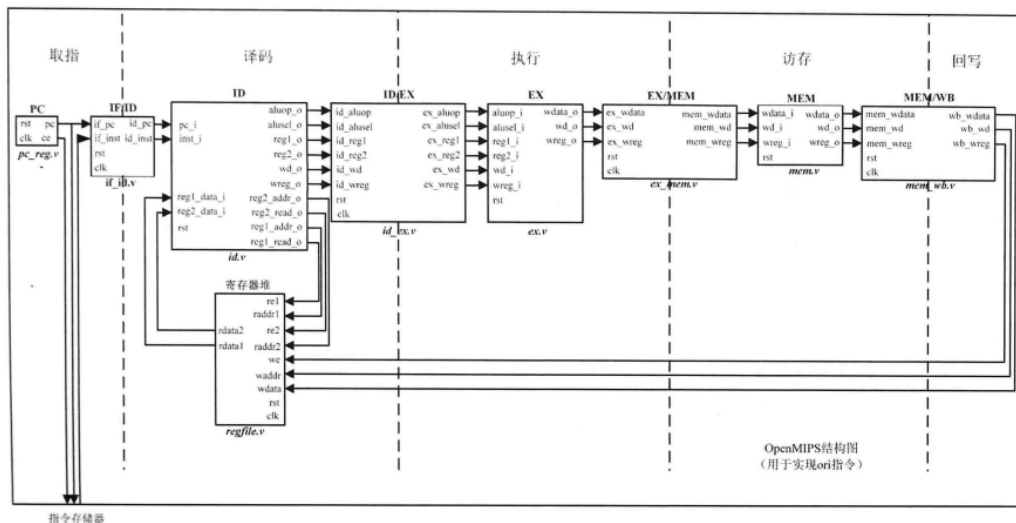 取指
译码
执行
访存
回写
PC
rst pc
clk ce
pc_reg.v
IF/ID
if_pc id_pc
if_inst id_inst
rst
clk
if_id.v
ID
aluop_o
alusel_o
pc_i reg1_o
inst_i reg2_o
wd_o
wreg_o
reg1_data_i reg2_addr_o
reg2_data_i reg2_read_o
rst reg1_addr_o
reg1_read_o
id.v
ID/EX
id_aluop ex_aluop
id_alusel ex_alusel
id_reg1 ex_reg1
id_reg2 ex_reg2
id_wd ex_wd
id_wreg ex_wreg
rst
clk
id_ex.v
EX
aluop_i wdata_o
alusel_i wd_o
reg1_i wreg_o
reg2_i
wd_i
wreg_i
rst
ex.v
EX/MEM
ex_wdata mem_wdata
ex_wd mem_wd
ex_wreg mem_wreg
rst
clk
ex_mem.v
MEM
wdata_i wdata_o
wd_i wd_o
wreg_i wreg_o
rst
mem.v
MEM/WB
mem_wdata wb_wdata
mem_wd wb_wd
mem_wreg wb_wreg
rst
clk
mem_wb.v
寄存器堆
re1
raddr1
rdata2 re2
rdata1 raddr2
we
waddr
wdata
rst
clk
regfile.v
OpenMIPS结构图
（用于实现ori指令）
指令存储器